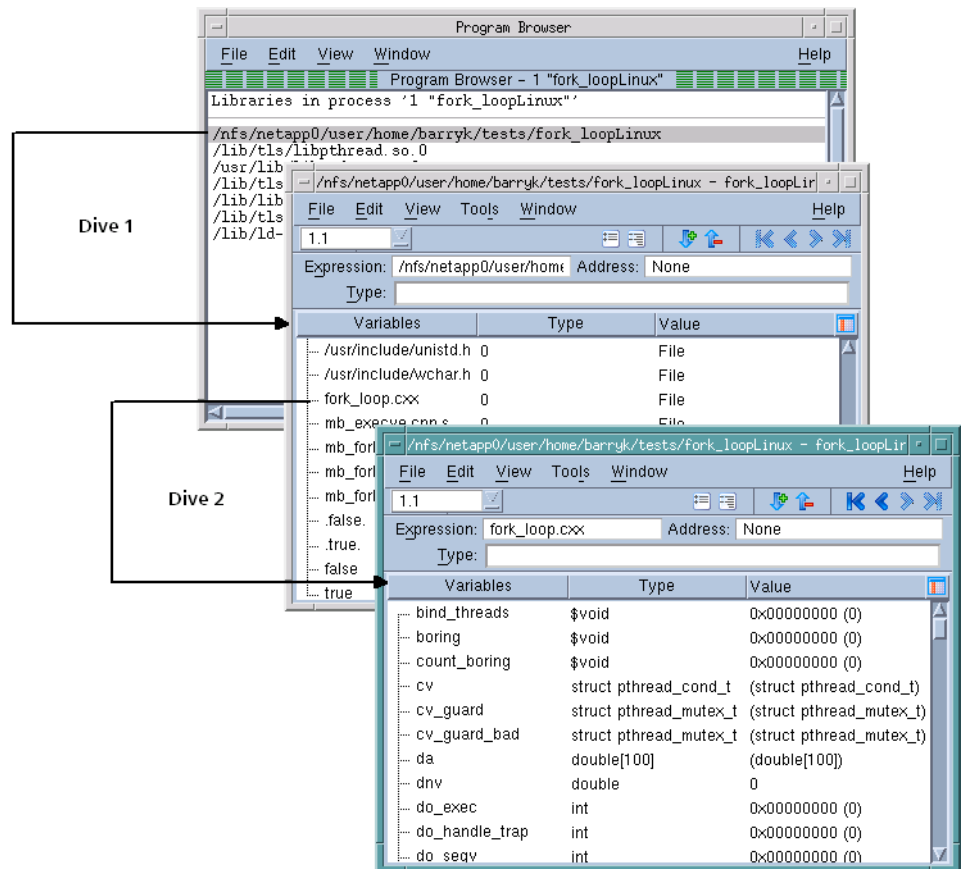 Program Browser
File Edit View Window Help
Program Browser – 1 "fork_loopLinux"
Libraries in process '1 "fork_loopLinux"'
/nfs/netapp0/user/home/barryk/tests/fork_loopLinux
/lib/tls/libpthread.so.0
/usr/lib
/lib/tls
/lib/lib
/lib/tls
/lib/ld-
Dive 1
/nfs/netapp0/user/home/barryk/tests/fork_loopLinux – fork_loopLir
File Edit View Tools Window Help
1.1
Expression: /nfs/netapp0/user/home Address: None
Type:
Variables Type Value
/usr/include/unistd.h 0 File
/usr/include/wchar.h 0 File
fork_loop.cxx 0 File
mb_execve.cpp.s 0 File
mb_forl
mb_forl
mb_forl
.false.
.true.
false
true
Dive 2
/nfs/netapp0/user/home/barryk/tests/fork_loopLinux – fork_loopLir
File Edit View Tools Window Help
1.1
Expression: fork_loop.cxx Address: None
Type:
Variables Type Value
bind_threads $void 0x00000000 (0)
boring $void 0x00000000 (0)
count_boring $void 0x00000000 (0)
cv struct pthread_cond_t (struct pthread_cond_t)
cv_guard struct pthread_mutex_t (struct pthread_mutex_t)
cv_guard_bad struct pthread_mutex_t (struct pthread_mutex_t)
da double[100] (double[100])
dnv double 0
do_exec int 0x00000000 (0)
do_handle_trap int 0x00000000 (0)
do_segv int 0x00000000 (0)